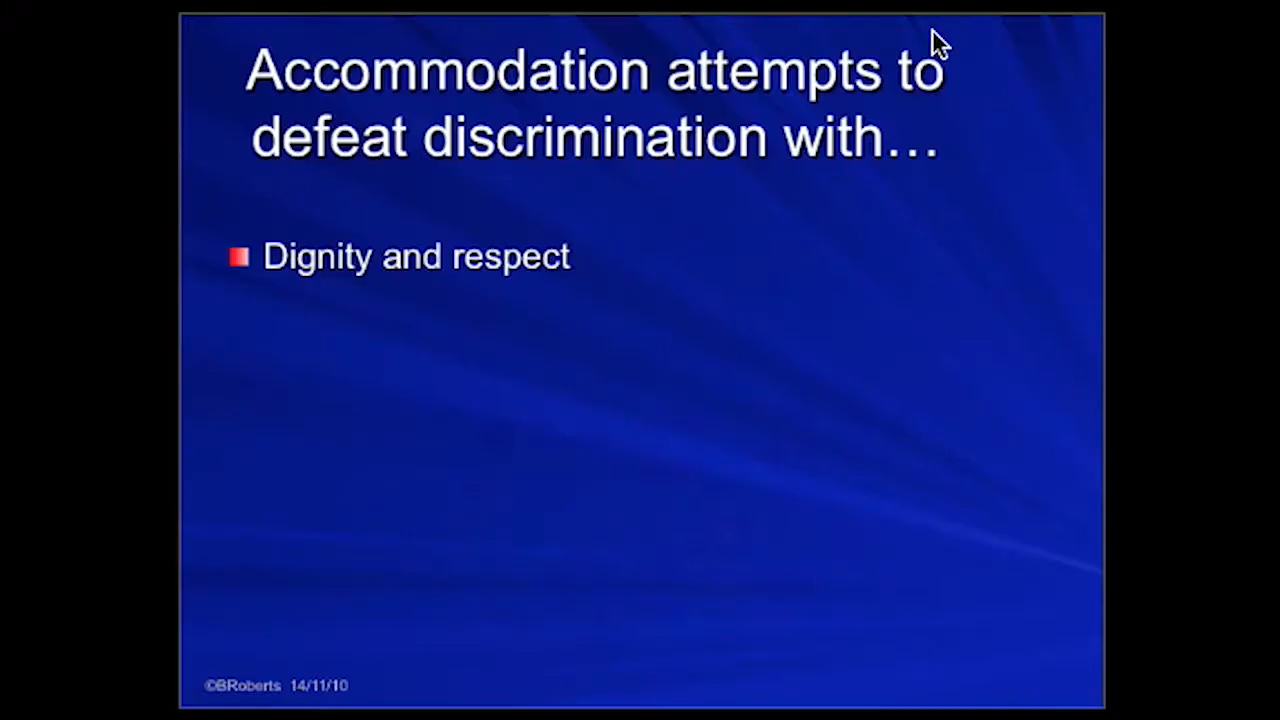 Accommodation attempts to
defeat discrimination with…
Dignity and respect
©BRoberts 14/11/10